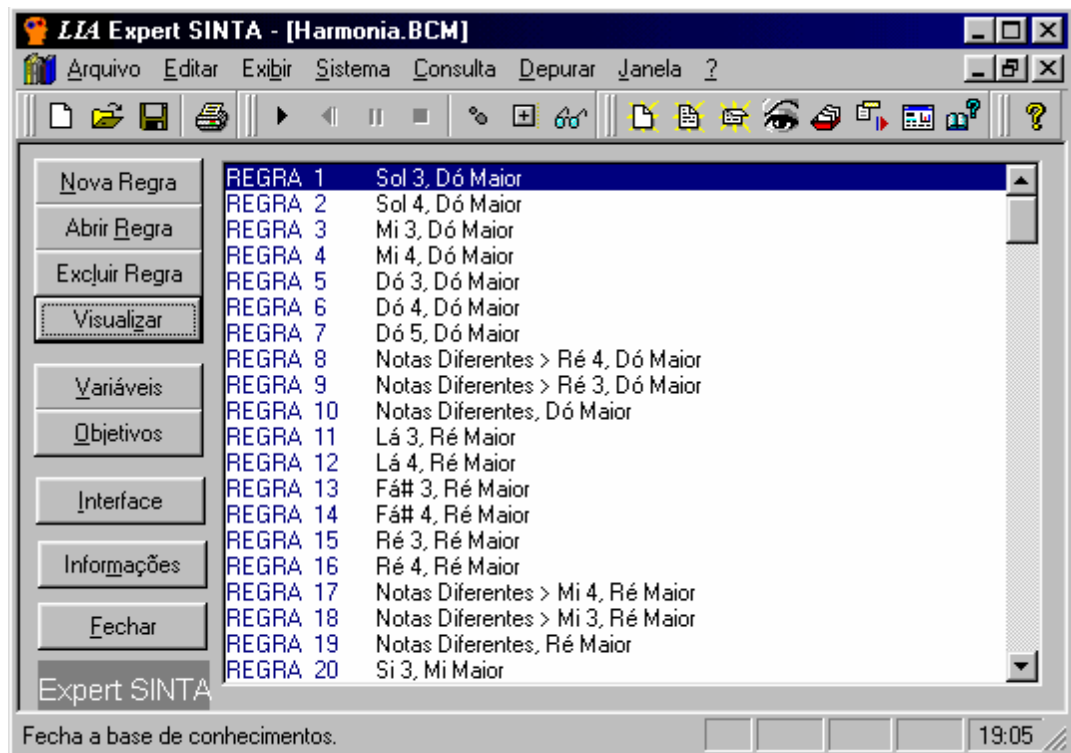 LIA Expert SINTA - [Harmonia.BCM]
Arquivo Editar Exibir Sistema Consulta Depurar Janela ?
Nova Regra
Abrir Regra
Excluir Regra
Visualizar
Variáveis
Objetivos
Interface
Informações
Fechar
Expert SINTA
REGRA 1 Sol 3, Dó Maior
REGRA 2 Sol 4, Dó Maior
REGRA 3 Mi 3, Dó Maior
REGRA 4 Mi 4, Dó Maior
REGRA 5 Dó 3, Dó Maior
REGRA 6 Dó 4, Dó Maior
REGRA 7 Dó 5, Dó Maior
REGRA 8 Notas Diferentes > Ré 4, Dó Maior
REGRA 9 Notas Diferentes > Ré 3, Dó Maior
REGRA 10 Notas Diferentes, Dó Maior
REGRA 11 Lá 3, Ré Maior
REGRA 12 Lá 4, Ré Maior
REGRA 13 Fá# 3, Ré Maior
REGRA 14 Fá# 4, Ré Maior
REGRA 15 Ré 3, Ré Maior
REGRA 16 Ré 4, Ré Maior
REGRA 17 Notas Diferentes > Mi 4, Ré Maior
REGRA 18 Notas Diferentes > Mi 3, Ré Maior
REGRA 19 Notas Diferentes, Ré Maior
REGRA 20 Si 3, Mi Maior
Fecha a base de conhecimentos.
19:05